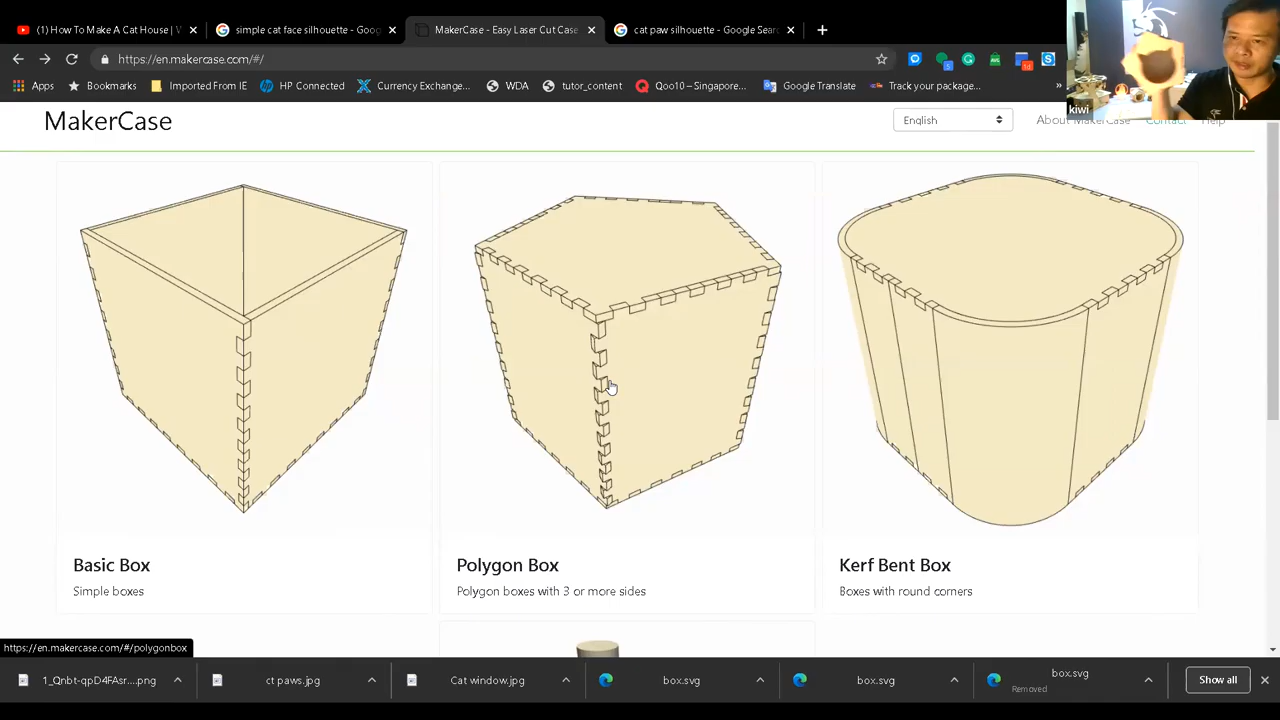 (1) How To Make A Cat House | V
simple cat face silhouette - Goog
MakerCase - Easy Laser Cut Case
cat paw silhouette - Google Sear
https://en.makercase.com/#/
Apps
Bookmarks
Imported From IE
HP Connected
Currency Exchange...
WDA
tutor_content
Qoo10 – Singapore...
Google Translate
Track your package...
»
kiwi
MakerCase
English
About MakerCase
Contact
Help
Basic Box
Simple boxes
Polygon Box
Polygon boxes with 3 or more sides
Kerf Bent Box
Boxes with round corners
https://en.makercase.com/#/polygonbox
1_Qnbt-qpD4FAsr....png
ct paws.jpg
Cat window.jpg
box.svg
box.svg
box.svg
Removed
Show all